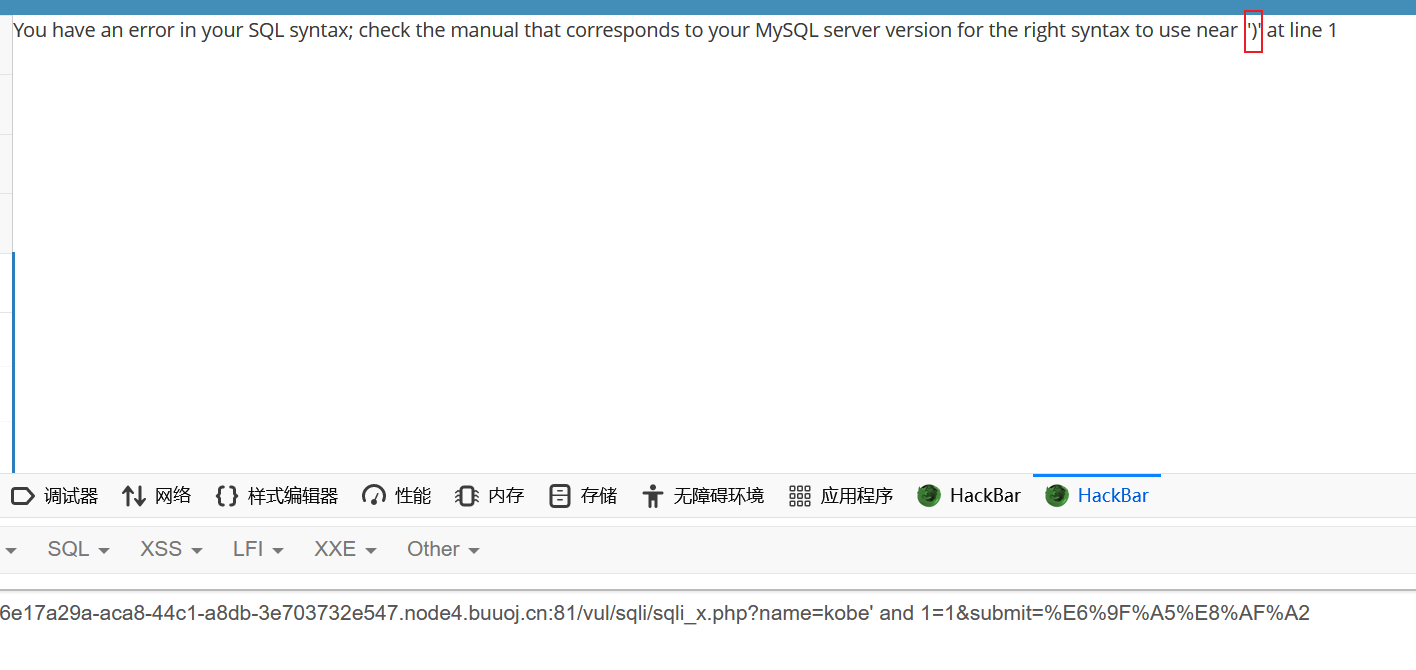 You have an error in your SQL syntax; check the manual that corresponds to your MySQL server version for the right syntax to use near ')' at line 1
调试器 网络 {} 样式编辑器 性能 内存 存储 无障碍环境 应用程序 HackBar HackBar
SQL XSS LFI XXE Other
6e17a29a-aca8-44c1-a8db-3e703732e547.node4.buuoj.cn:81/vul/sqli/sqli_x.php?name=kobe' and 1=1&submit=%E6%9F%A5%E8%AF%A2